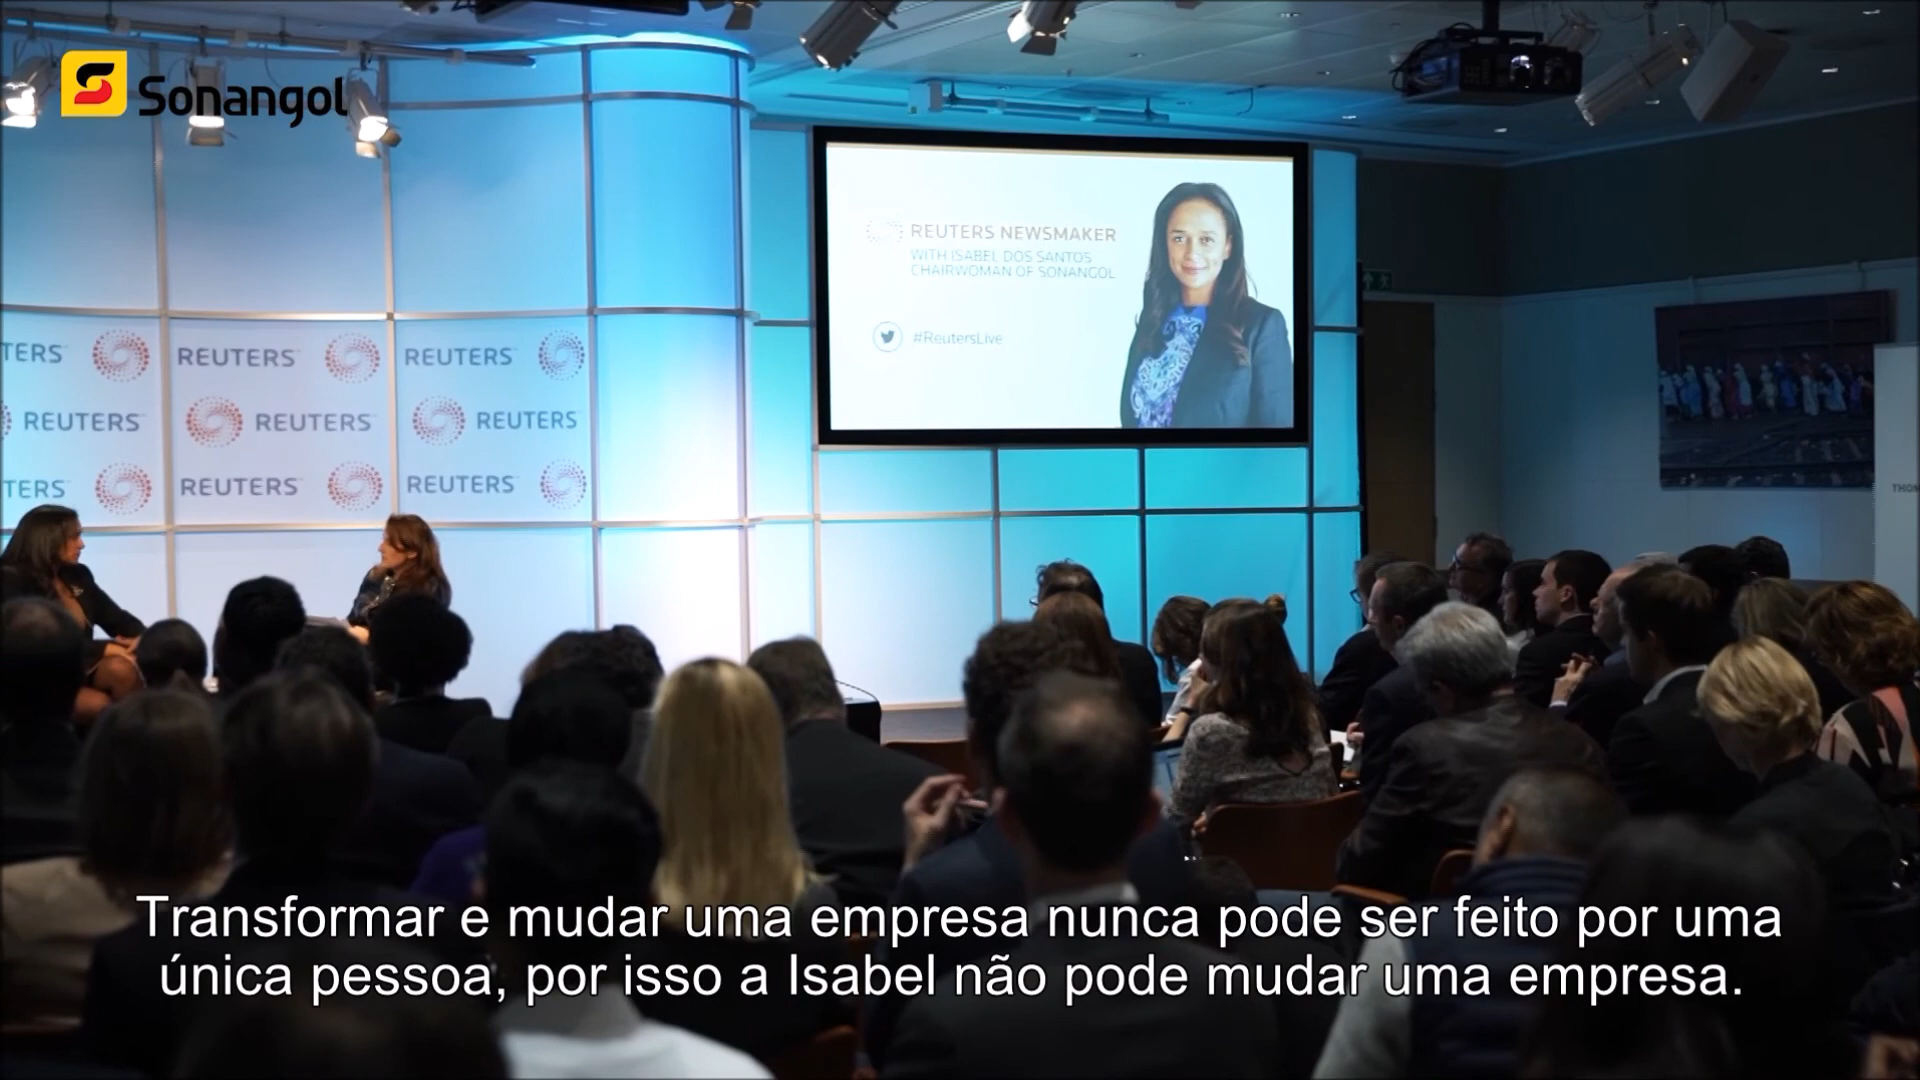 Sonangol
REUTERS NEWSMAKER
WITH ISABEL DOS SANTOS
CHAIRWOMAN OF SONANGOL
#ReutersLive
TERS REUTERS REUTERS
REUTERS REUTERS REUTERS
TERS REUTERS REUTERS
THOM
Transformar e mudar uma empresa nunca pode ser feito por uma
única pessoa, por isso a Isabel não pode mudar uma empresa.